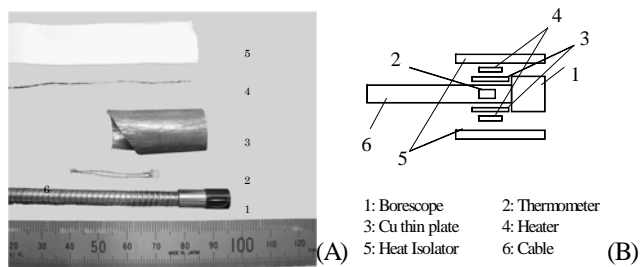 5
4
3
2
6
1
20 30 40 50 60 70 80 90 100 110 120
(A)
4
3
2
1
6
5
1: Borescope 2: Thermometer
3: Cu thin plate 4: Heater
5: Heat Isolator 6: Cable
(B)